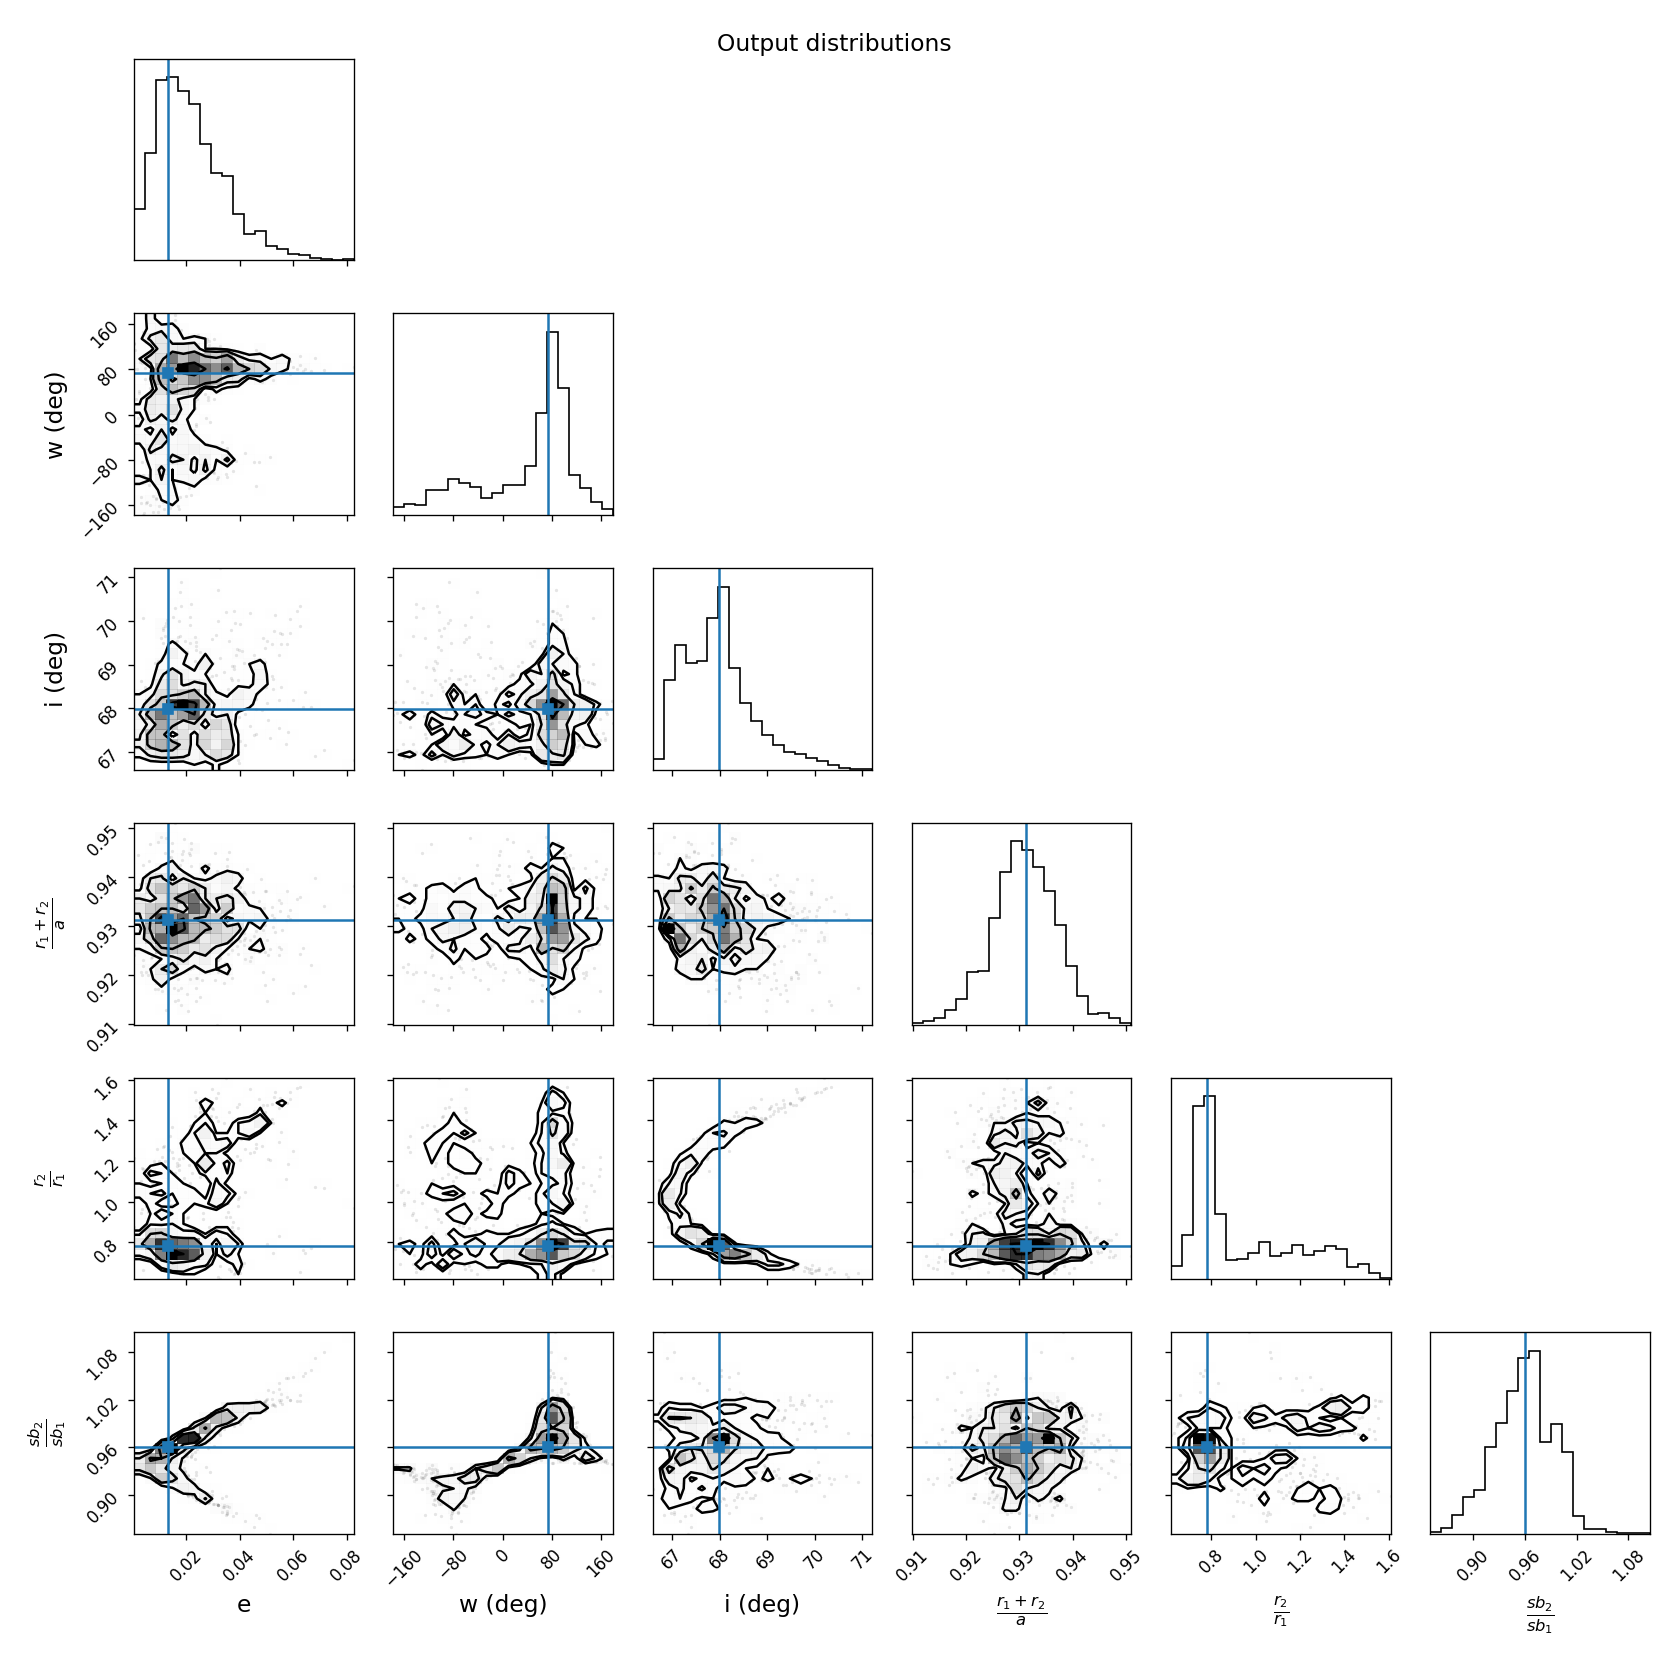 Output distributions
w (deg)
160
80
0
−80
−160
i (deg)
71
70
69
68
67
r₁ + r₂
a
0.95
0.94
0.93
0.92
0.91
r₂
r₁
1.6
1.4
1.2
1.0
0.8
sb₂
sb₁
1.08
1.02
0.96
0.90
0.02 0.04 0.06 0.08
−160 −80 0 80 160
67 68 69 70 71
0.91 0.92 0.93 0.94 0.95
0.8 1.0 1.2 1.4 1.6
0.90 0.96 1.02 1.08
e
w (deg)
i (deg)
r₁ + r₂
a
r₂
r₁
sb₂
sb₁